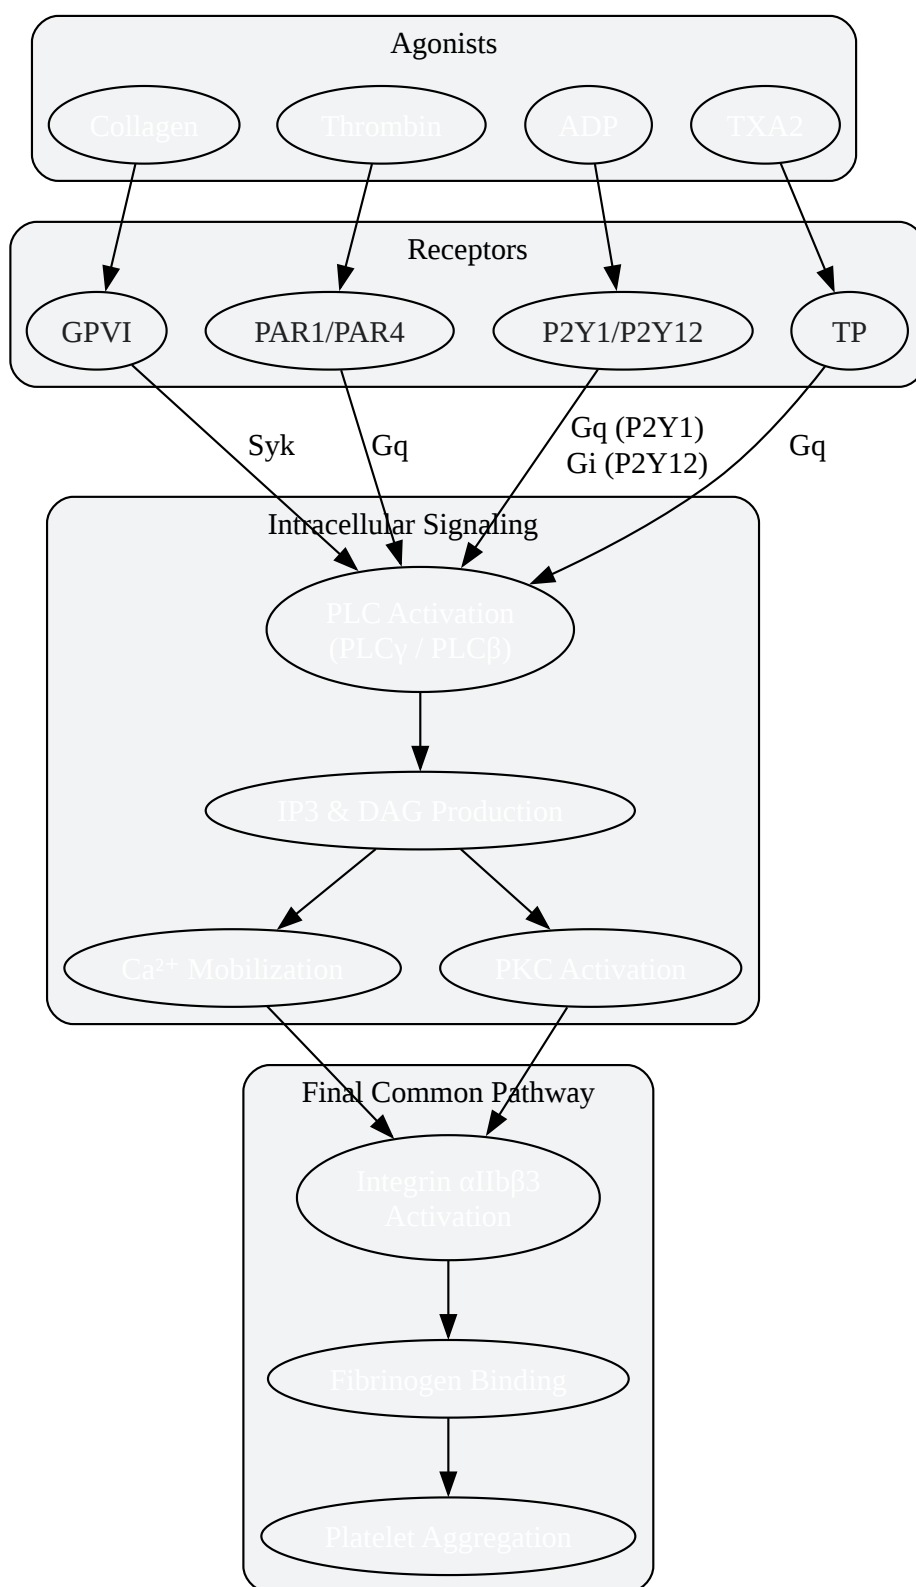 Agonists
Collagen
Thrombin
ADP
TXA2
Receptors
GPVI
PAR1/PAR4
P2Y1/P2Y12
TP
Syk
Gq
Gq (P2Y1)
Gi (P2Y12)
Gq
Intracellular Signaling
PLC Activation
(PLCγ / PLCβ)
IP3 & DAG Production
Ca²⁺ Mobilization
PKC Activation
Final Common Pathway
Integrin αIIbβ3
Activation
Fibrinogen Binding
Platelet Aggregation